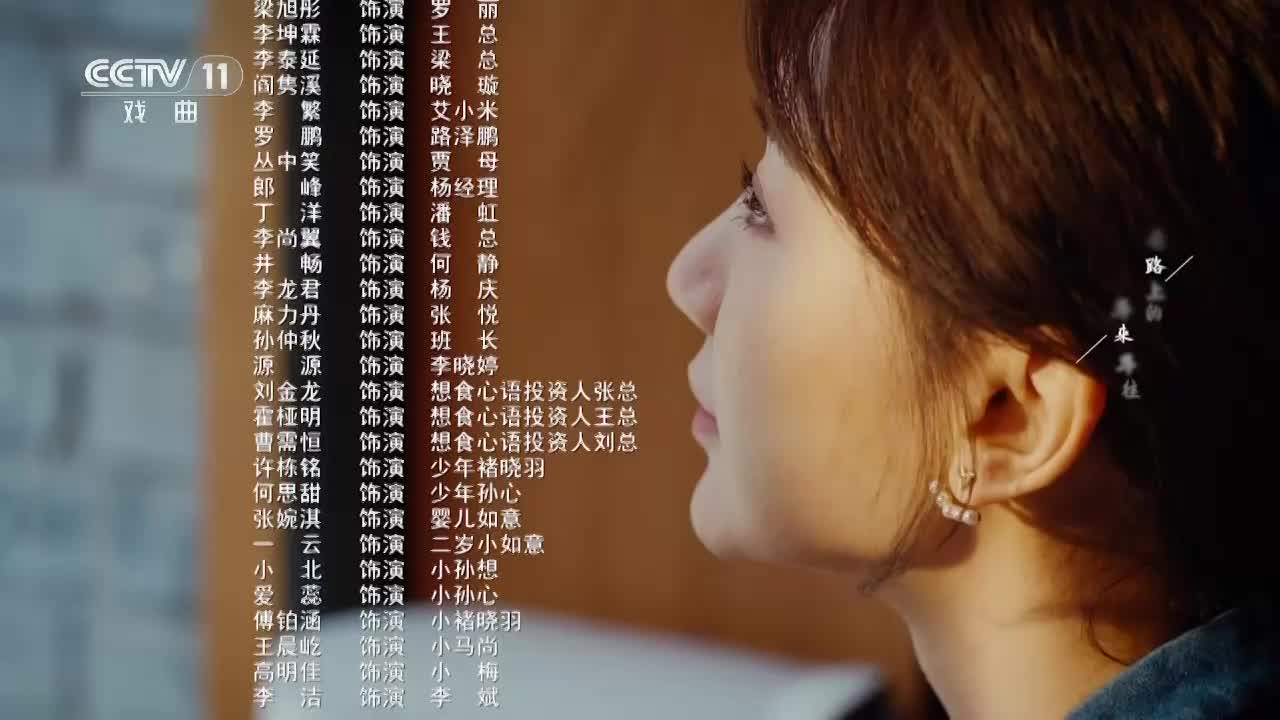 CCTV 11
戏曲
梁旭彤 饰演 罗丽
李坤霖 饰演 王总
李泰延 饰演 梁总
阎隽溪 饰演 晓璇
李繁 饰演 艾小米
罗鹏 饰演 路泽鹏
丛中笑 饰演 贾母
郎峰 饰演 杨经理
丁洋 饰演 潘虹
李尚翼 饰演 钱总
井畅 饰演 何静
李龙君 饰演 杨庆
麻力丹 饰演 张悦
孙仲秋 饰演 班长
源源 饰演 李晓婷
刘金龙 饰演 想食心语投资人张总
霍桠明 饰演 想食心语投资人王总
曹需恒 饰演 想食心语投资人刘总
许栋铭 饰演 少年褚晓羽
何思甜 饰演 少年孙心
张婉淇 饰演 婴儿如意
一云 饰演 二岁小如意
小北 饰演 小孙想
爱蕊 饰演 小孙心
傅铂涵 饰演 小褚晓羽
王晨屹 饰演 小马尚
高明佳 饰演 小梅
李洁 饰演 李斌
路上的
来
往